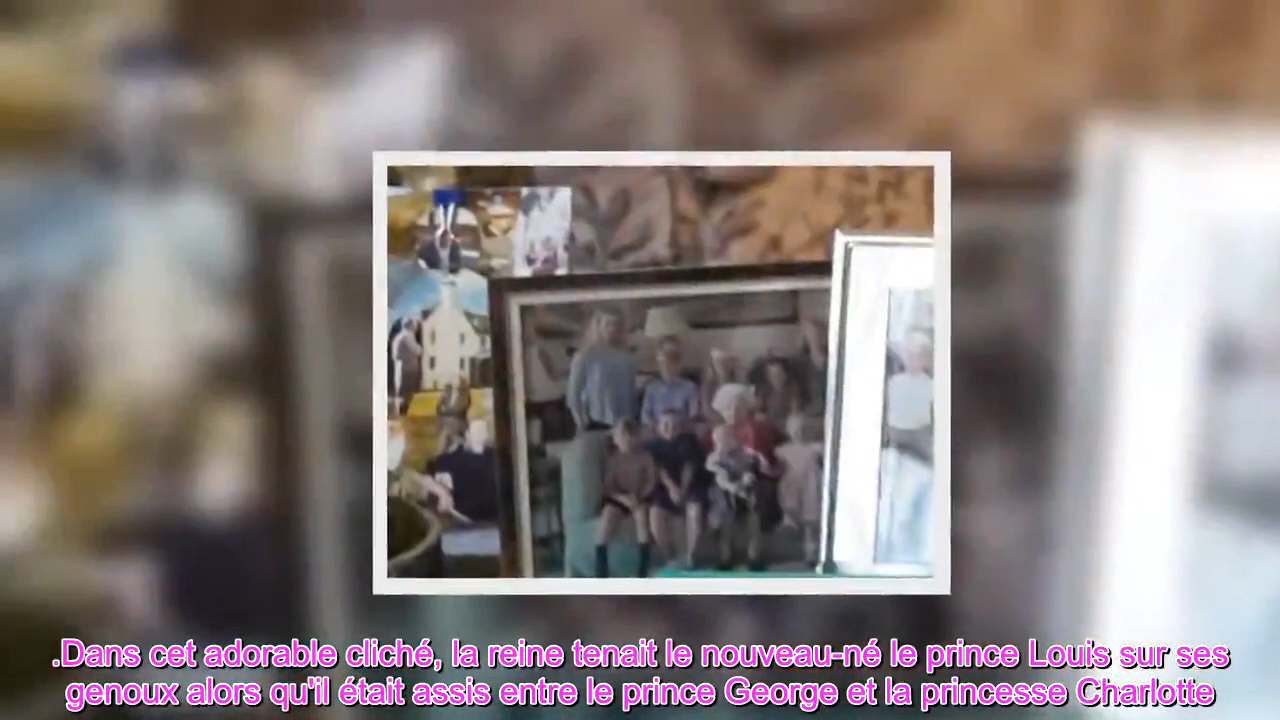 .Dans cet adorable cliché, la reine tenait le nouveau-né le prince Louis sur ses
genoux alors qu'il était assis entre le prince George et la princesse Charlotte